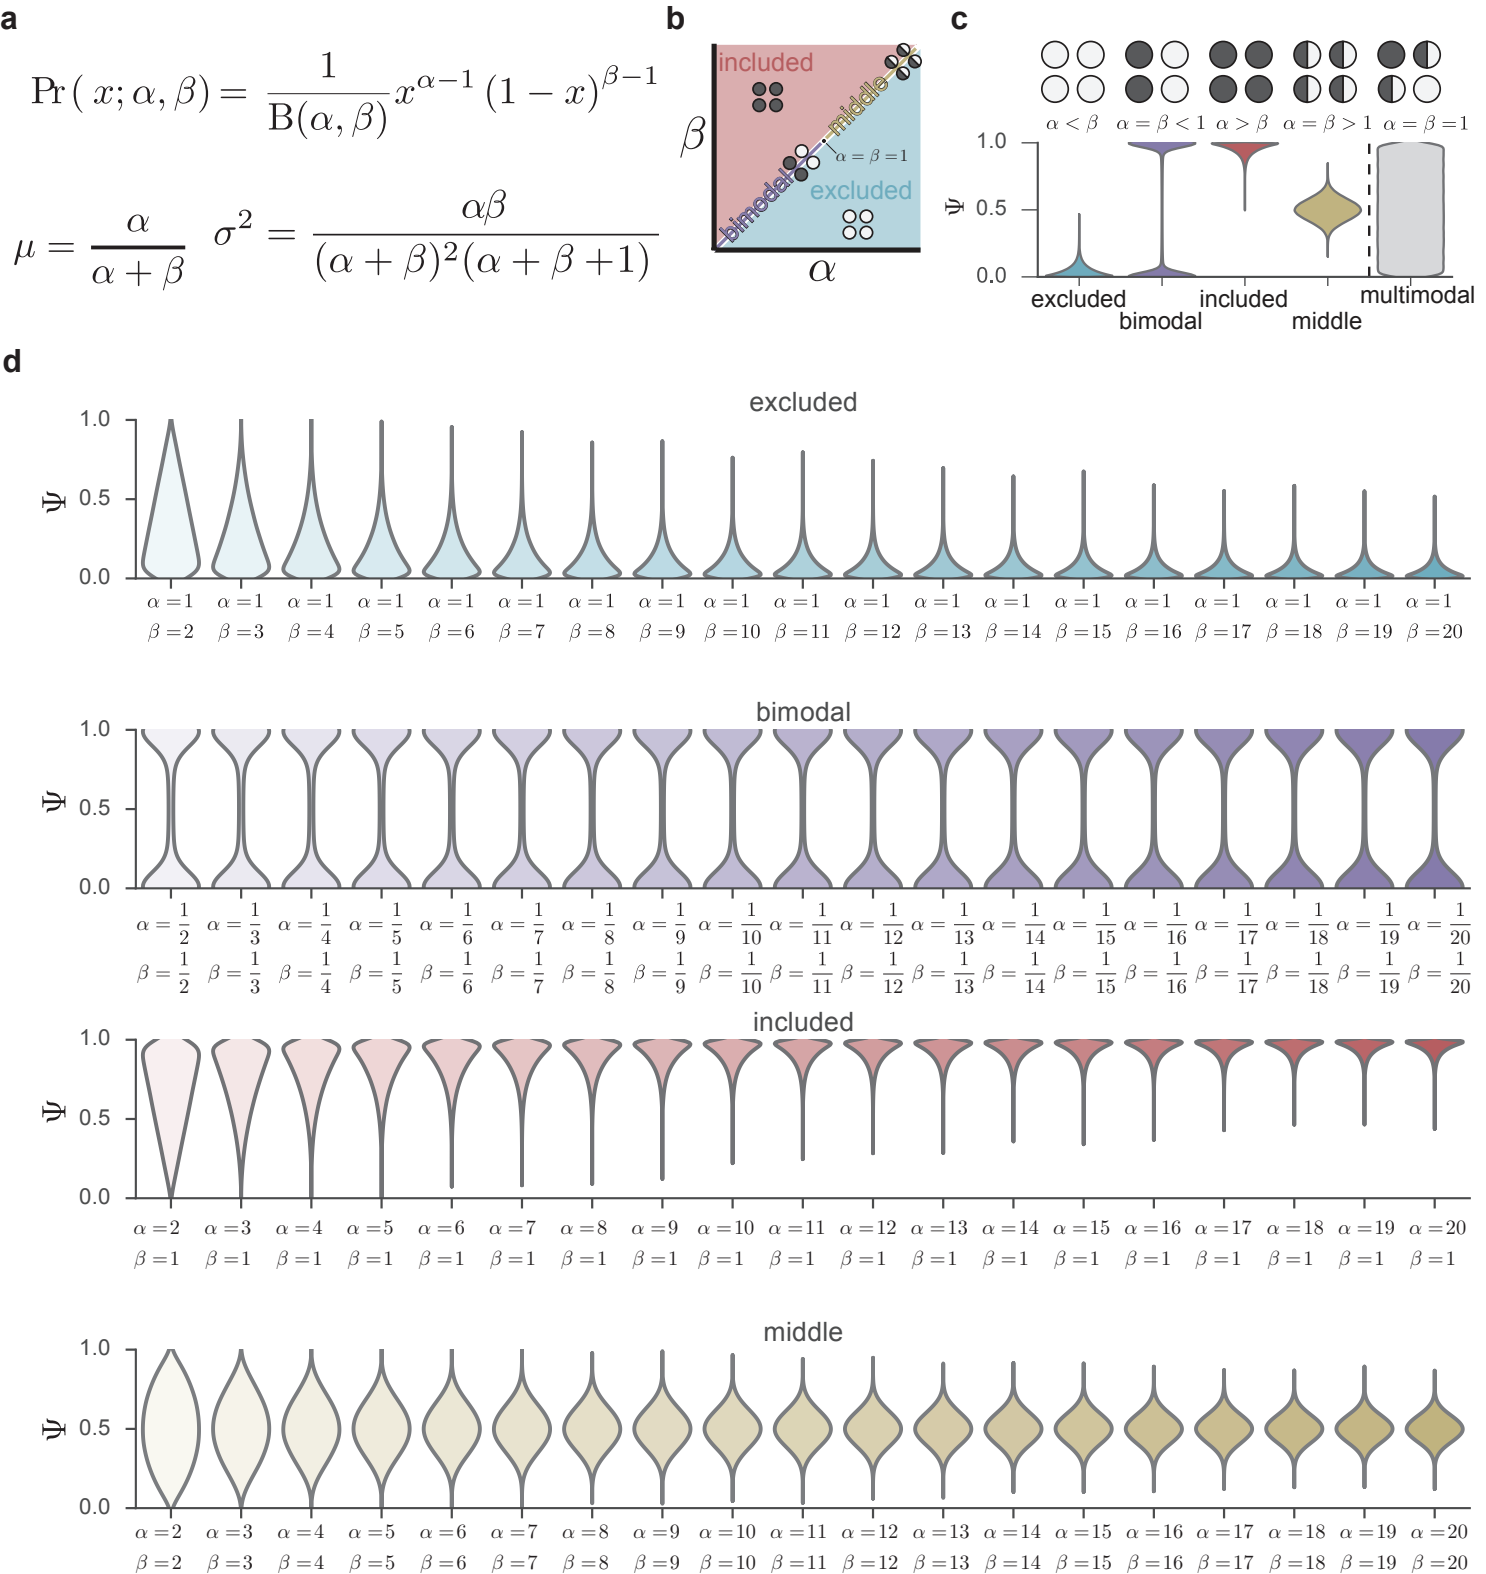 a
Pr( x; α, β) = 1/B(α, β) x^{α−1} (1 − x)^{β−1}
μ = α/(α + β) σ² = αβ/((α + β)²(α + β +1))
b
included
middle
β
α = β = 1
bimodal
excluded
α
c
α < β α = β < 1 α > β α = β > 1 α = β = 1
1.0
Ψ 0.5
0.0
excluded bimodal included middle multimodal
d
excluded
1.0
Ψ 0.5
0.0
α =1 α =1 α =1 α =1 α =1 α =1 α =1 α =1 α =1 α =1 α =1 α =1 α =1 α =1 α =1 α =1 α =1 α =1 α =1
β =2 β =3 β =4 β =5 β =6 β =7 β =8 β =9 β =10 β =11 β =12 β =13 β =14 β =15 β =16 β =17 β =18 β =19 β =20
bimodal
1.0
Ψ 0.5
0.0
α = 1/2 α = 1/3 α = 1/4 α = 1/5 α = 1/6 α = 1/7 α = 1/8 α = 1/9 α = 1/10 α = 1/11 α = 1/12 α = 1/13 α = 1/14 α = 1/15 α = 1/16 α = 1/17 α = 1/18 α = 1/19 α = 1/20
β = 1/2 β = 1/3 β = 1/4 β = 1/5 β = 1/6 β = 1/7 β = 1/8 β = 1/9 β = 1/10 β = 1/11 β = 1/12 β = 1/13 β = 1/14 β = 1/15 β = 1/16 β = 1/17 β = 1/18 β = 1/19 β = 1/20
included
1.0
Ψ 0.5
0.0
α =2 α =3 α =4 α =5 α =6 α =7 α =8 α =9 α =10 α =11 α =12 α =13 α =14 α =15 α =16 α =17 α =18 α =19 α =20
β =1 β =1 β =1 β =1 β =1 β =1 β =1 β =1 β =1 β =1 β =1 β =1 β =1 β =1 β =1 β =1 β =1 β =1 β =1
middle
1.0
Ψ 0.5
0.0
α =2 α =3 α =4 α =5 α =6 α =7 α =8 α =9 α =10 α =11 α =12 α =13 α =14 α =15 α =16 α =17 α =18 α =19 α =20
β =2 β =3 β =4 β =5 β =6 β =7 β =8 β =9 β =10 β =11 β =12 β =13 β =14 β =15 β =16 β =17 β =18 β =19 β =20